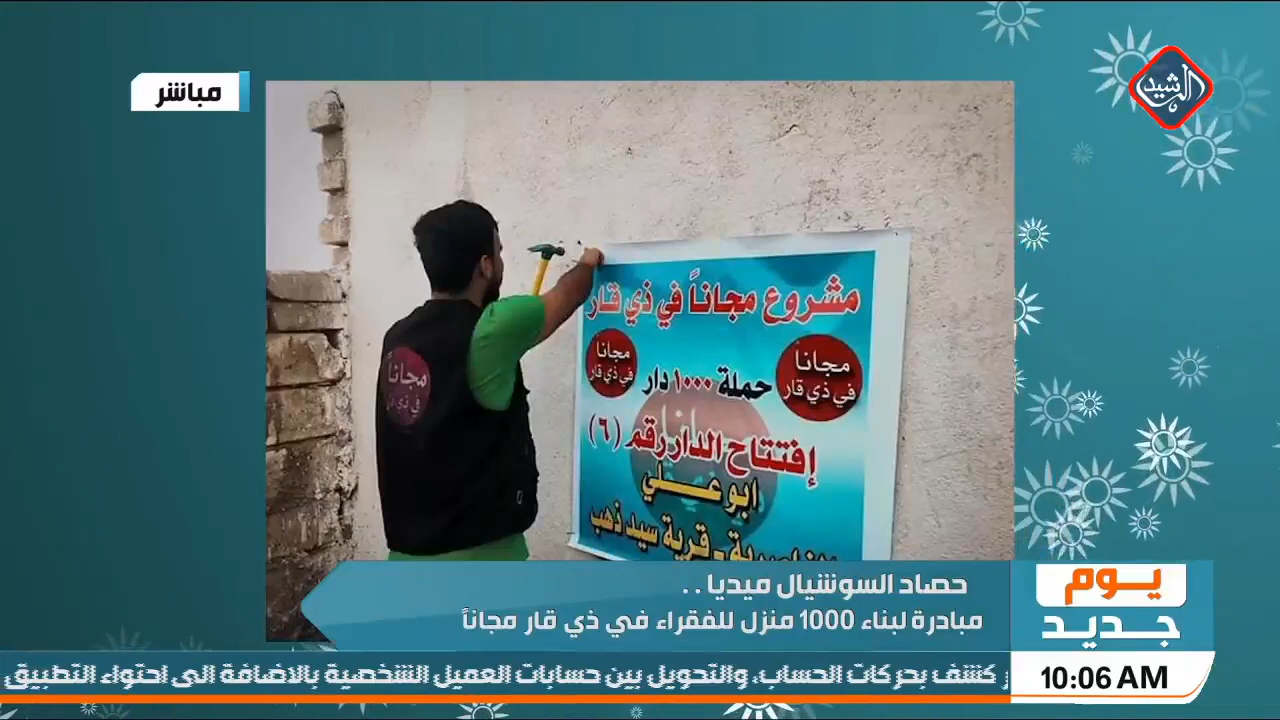 مباشر
الرشيد
مشروع مجاناً في ذي قار
مجانا
في ذي قار
مجانا
في ذي قار
حملة ١٠٠٠ دار
إفتتاح الدار رقم (٦)
ابو علي
قرية سيد ذهب
مجاناً
في ذي
حصاد السوشيال ميديا . .
مبادرة لبناء 1000 منزل للفقراء في ذي قار مجاناً
يوم
جديد
كشف بحركات الحساب، والتحويل بين حسابات العميل الشخصية بالاضافة الى احتواء التطبيق
10:06 AM